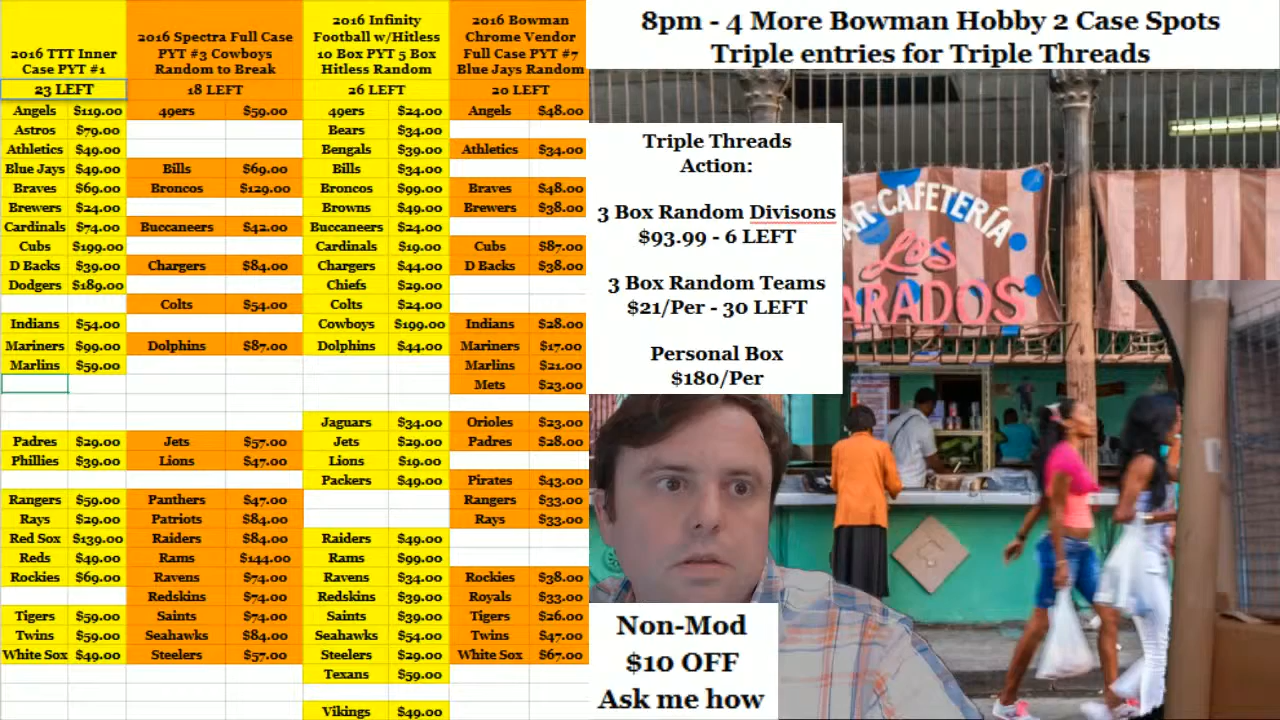 2016 TTT Inner
Case PYT #1
23 LEFT
Angels $119.00
Astros $79.00
Athletics $49.00
Blue Jays $49.00
Braves $69.00
Brewers $24.00
Cardinals $74.00
Cubs $199.00
D Backs $39.00
Dodgers $189.00
Indians $54.00
Mariners $99.00
Marlins $59.00
Padres $29.00
Phillies $39.00
Rangers $59.00
Rays $29.00
Red Sox $139.00
Reds $49.00
Rockies $69.00
Tigers $59.00
Twins $59.00
White Sox $49.00
2016 Spectra Full Case
PYT #3 Cowboys
Random to Break
18 LEFT
49ers $59.00
Bills $69.00
Broncos $129.00
Buccaneers $42.00
Chargers $84.00
Colts $54.00
Dolphins $87.00
Jets $57.00
Lions $47.00
Panthers $47.00
Patriots $84.00
Raiders $84.00
Rams $144.00
Ravens $74.00
Redskins $74.00
Saints $74.00
Seahawks $84.00
Steelers $57.00
2016 Infinity
Football w/Hitless
10 Box PYT 5 Box
Hitless Random
26 LEFT
49ers $24.00
Bears $34.00
Bengals $39.00
Bills $34.00
Broncos $99.00
Browns $49.00
Buccaneers $24.00
Cardinals $19.00
Chargers $44.00
Chiefs $29.00
Colts $24.00
Cowboys $199.00
Dolphins $44.00
Jaguars $34.00
Jets $29.00
Lions $19.00
Packers $49.00
Raiders $49.00
Rams $99.00
Ravens $34.00
Redskins $39.00
Saints $39.00
Seahawks $54.00
Steelers $29.00
Texans $59.00
Vikings $49.00
2016 Bowman
Chrome Vendor
Full Case PYT #7
Blue Jays Random
20 LEFT
Angels $48.00
Athletics $34.00
Braves $48.00
Brewers $38.00
Cubs $87.00
D Backs $38.00
Indians $28.00
Mariners $17.00
Marlins $21.00
Mets $23.00
Orioles $23.00
Padres $28.00
Pirates $43.00
Rangers $33.00
Rays $33.00
Rockies $38.00
Royals $33.00
Tigers $26.00
Twins $47.00
White Sox $67.00
8pm - 4 More Bowman Hobby 2 Case Spots
Triple entries for Triple Threads
Triple Threads
Action:
3 Box Random Divisons
$93.99 - 6 LEFT
3 Box Random Teams
$21/Per - 30 LEFT
Personal Box
$180/Per
AR-CAFETERÍA
Los
ARADOS
Non-Mod
$10 OFF
Ask me how